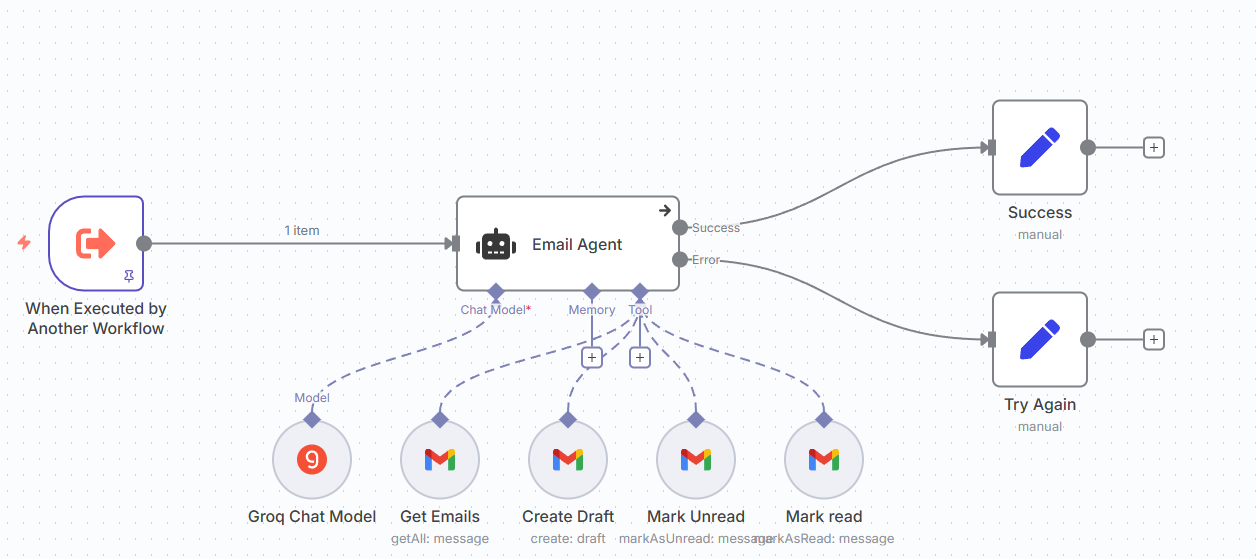 Success
manual
1 item
Email Agent
Success
Error
When Executed by
Another Workflow
Chat Model*
Memory
Tool
Try Again
manual
Model
Groq Chat Model
Get Emails
getAll: message
Create Draft
create: draft
Mark Unread
markAsUnread: message
Mark read
markAsRead: message